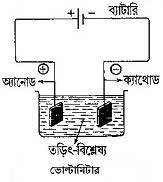 + - ব্যাটারি
+ -
অ্যানোড ক্যাথোড
তড়িৎ-বিশ্লেষ্য
ভোল্টামিটার